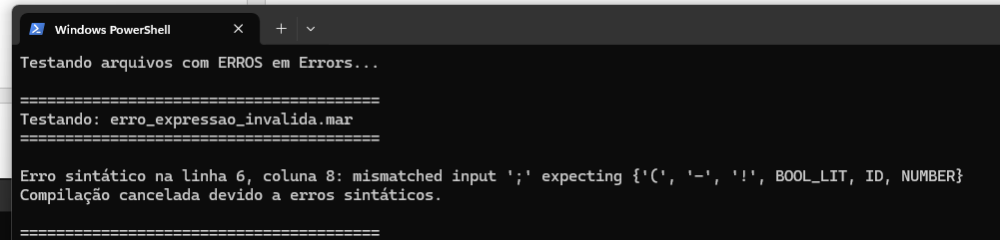 Windows PowerShell
Testando arquivos com ERROS em Errors...
========================================
Testando: erro_expressao_invalida.mar
========================================
Erro sintático na linha 6, coluna 8: mismatched input ';' expecting {'(', '-', '!', BOOL_LIT, ID, NUMBER}
Compilação cancelada devido a erros sintáticos.
========================================